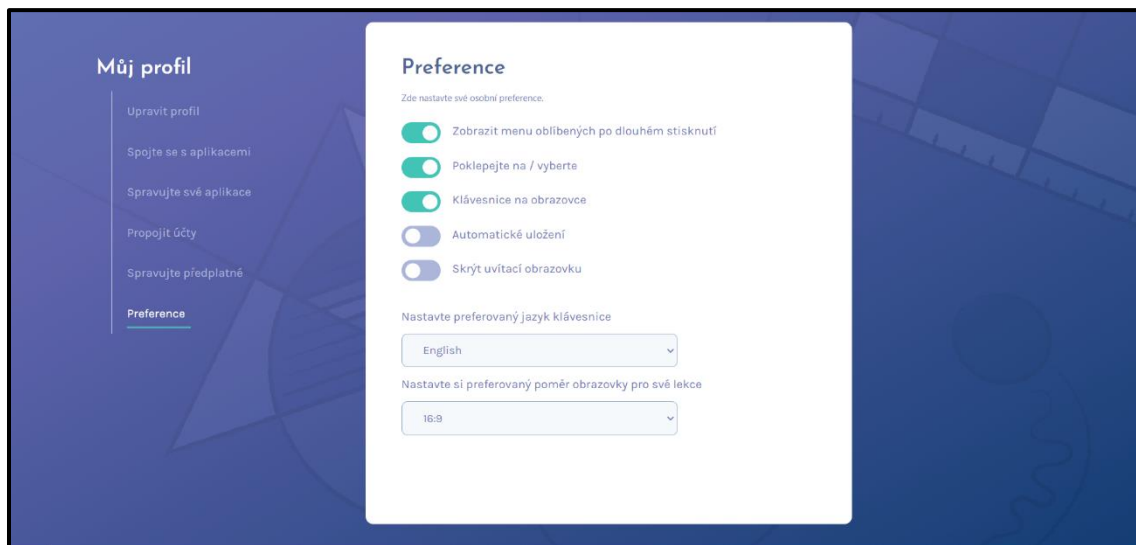 Můj profil
Upravit profil
Spojte se s aplikacemi
Spravujte své aplikace
Propojit účty
Spravujte předplatné
Preference
Preference
Zde nastavte své osobní preference.
Zobrazit menu oblíbených po dlouhém stisknutí
Poklepejte na / vyberte
Klávesnice na obrazovce
Automatické uložení
Skrýt uvítací obrazovku
Nastavte preferovaný jazyk klávesnice
English
Nastavte si preferovaný poměr obrazovky pro své lekce
16:9